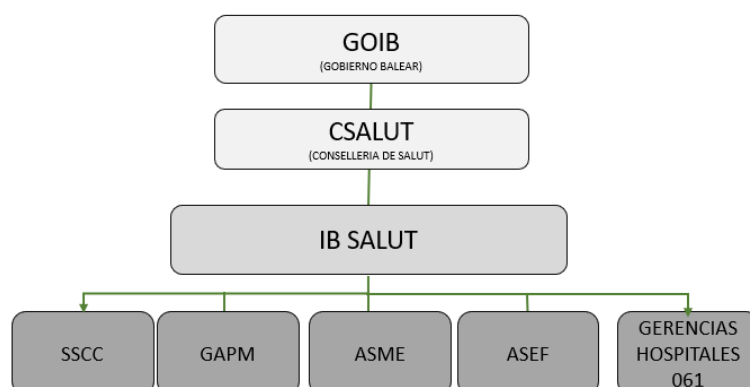 GOIB
(GOBIERNO BALEAR)
CSALUT
(CONSELLERIA DE SALUT)
IB SALUT
SSCC
GAPM
ASME
ASEF
GERENCIAS
HOSPITALES
061